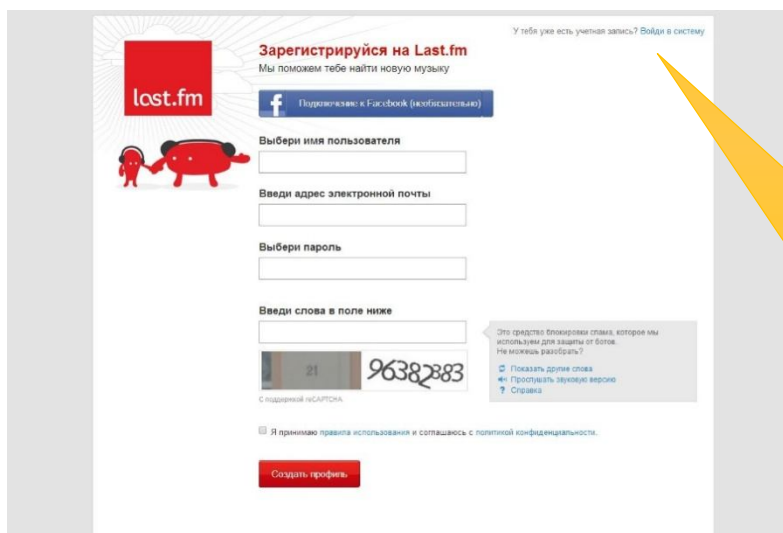 У тебя уже есть учетная запись? Войди в систему
last.fm
Зарегистрируйся на Last.fm
Мы поможем тебе найти новую музыку
f Подключение к Facebook (необязательно)
Выбери имя пользователя
Введи адрес электронной почты
Выбери пароль
Введи слова в поле ниже
Это средство блокировки спама, которое мы
используем для защиты от ботов.
Не можешь разобрать?
Показать другие слова
Прослушать звуковую версию
? Справка
21
96382883
С поддержкой reCAPTCHA
Я принимаю правила использования и соглашаюсь с политикой конфиденциальности.
Создать профиль